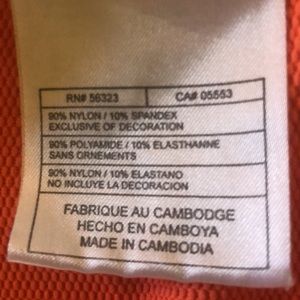 RN# 56323 CA# 05553
90% NYLON / 10% SPANDEX
EXCLUSIVE OF DECORATION
90% POLYAMIDE / 10% ELASTHANNE
SANS ORNEMENTS
90% NYLON / 10% ELASTANO
NO INCLUYE LA DECORACION
FABRIQUE AU CAMBODGE
HECHO EN CAMBOYA
MADE IN CAMBODIA